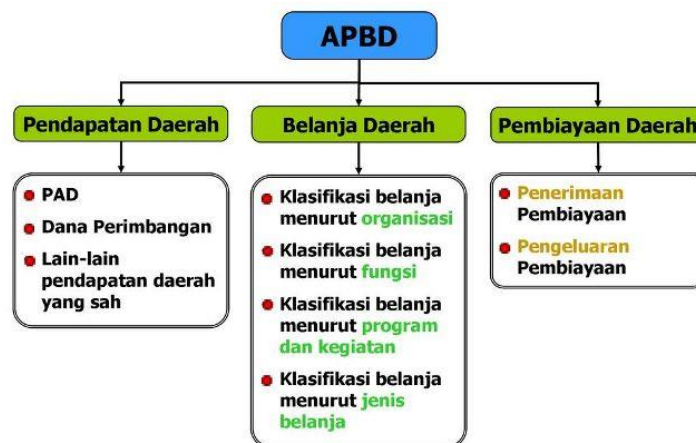 APBD
Pendapatan Daerah
Belanja Daerah
Pembiayaan Daerah
PAD
Dana Perimbangan
Lain-lain
pendapatan daerah
yang sah
Klasifikasi belanja
menurut organisasi
Klasifikasi belanja
menurut fungsi
Klasifikasi belanja
menurut program
dan kegiatan
Klasifikasi belanja
menurut jenis
belanja
Penerimaan
Pembiayaan
Pengeluaran
Pembiayaan